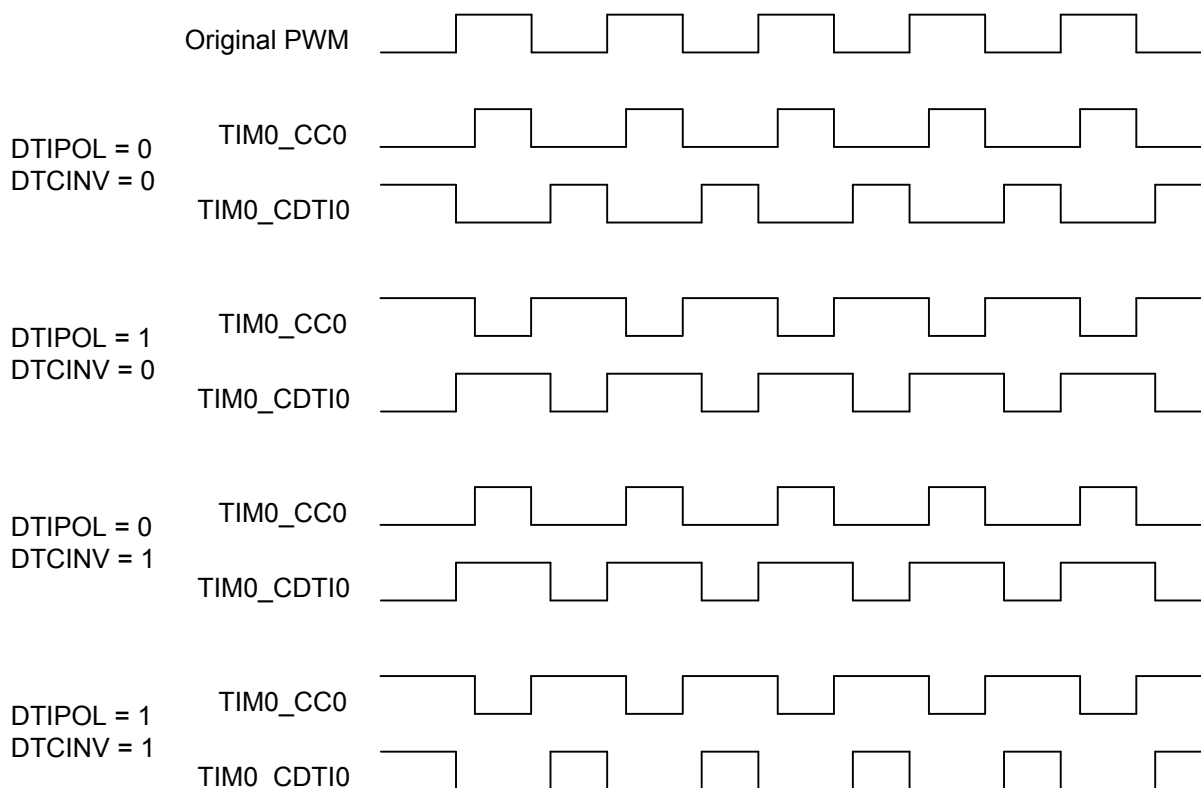 Original PWM
DTIPOL = 0
DTCINV = 0
TIM0_CC0
TIM0_CDTI0
DTIPOL = 1
DTCINV = 0
TIM0_CC0
TIM0_CDTI0
DTIPOL = 0
DTCINV = 1
TIM0_CC0
TIM0_CDTI0
DTIPOL = 1
DTCINV = 1
TIM0_CC0
TIM0_CDTI0